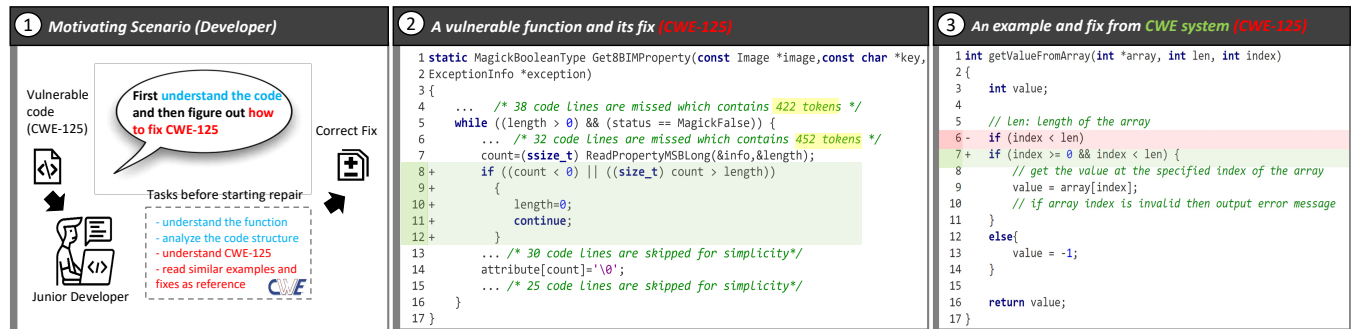 1 Motivating Scenario (Developer)
Vulnerable
code
(CWE-125)
First understand the code
and then figure out how
to fix CWE-125
Correct Fix
Junior Developer
Tasks before starting repair
- understand the function
- analyze the code structure
- understand CWE-125
- read similar examples and
fixes as reference
CWE
2 A vulnerable function and its fix (CWE-125)
1 static MagickBooleanType Get8BIMProperty(const Image *image,const char *key,
2 ExceptionInfo *exception)
3 {
4 ... /* 38 code lines are missed which contains 422 tokens */
5 while ((length > 0) && (status == MagickFalse)) {
6 ... /* 32 code lines are missed which contains 452 tokens */
7 count=(ssize_t) ReadPropertyMSBLong(&info,&length);
8 + if ((count < 0) || ((size_t) count > length))
9 + {
10 + length=0;
11 + continue;
12 + }
13 ... /* 30 code lines are skipped for simplicity*/
14 attribute[count]='\0';
15 ... /* 25 code lines are skipped for simplicity*/
16 }
17 }
3 An example and fix from CWE system (CWE-125)
1 int getValueFromArray(int *array, int len, int index)
2 {
3 int value;
4
5 // len: length of the array
6 - if (index < len)
7 + if (index >= 0 && index < len) {
8 // get the value at the specified index of the array
9 value = array[index];
10 // if array index is invalid then output error message
11 }
12 else{
13 value = -1;
14 }
15
16 return value;
17 }